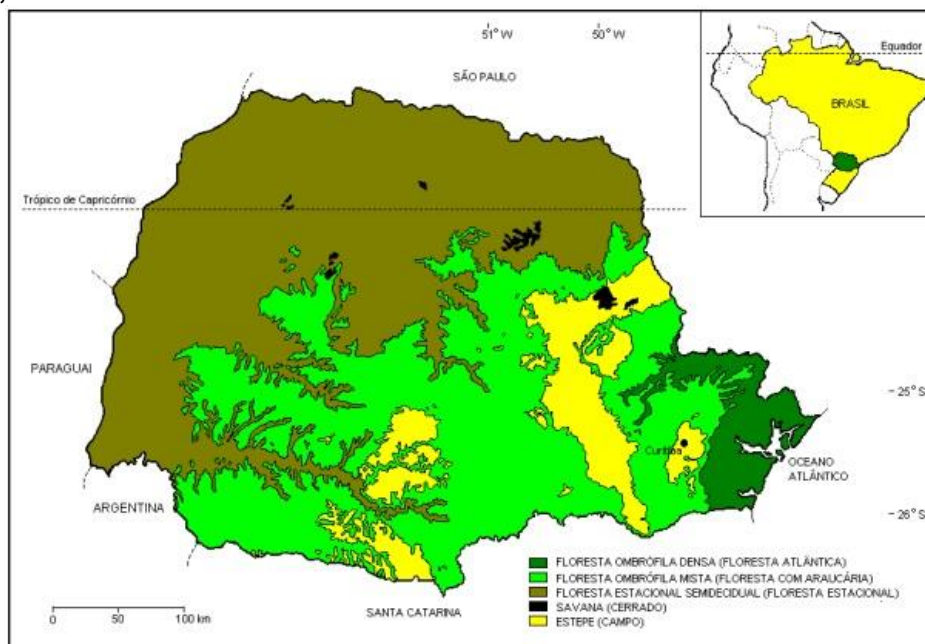 51° W
50° W
SÃO PAULO
Equador
BRASIL
Trópico de Capricórnio
PARAGUAI
25° S
Curitiba
OCEANO
ATLÂNTICO
ARGENTINA
26° S
FLORESTA OMBRÓFILA DENSA (FLORESTA ATLÂNTICA)
FLORESTA OMBRÓFILA MISTA (FLORESTA COM ARAUCÁRIA)
FLORESTA ESTACIONAL SEMIDECIDUAL (FLORESTA ESTACIONAL)
SAVANA (CERRADO)
ESTEPE (CAMPO)
SANTA CATARINA
0 50 100 km